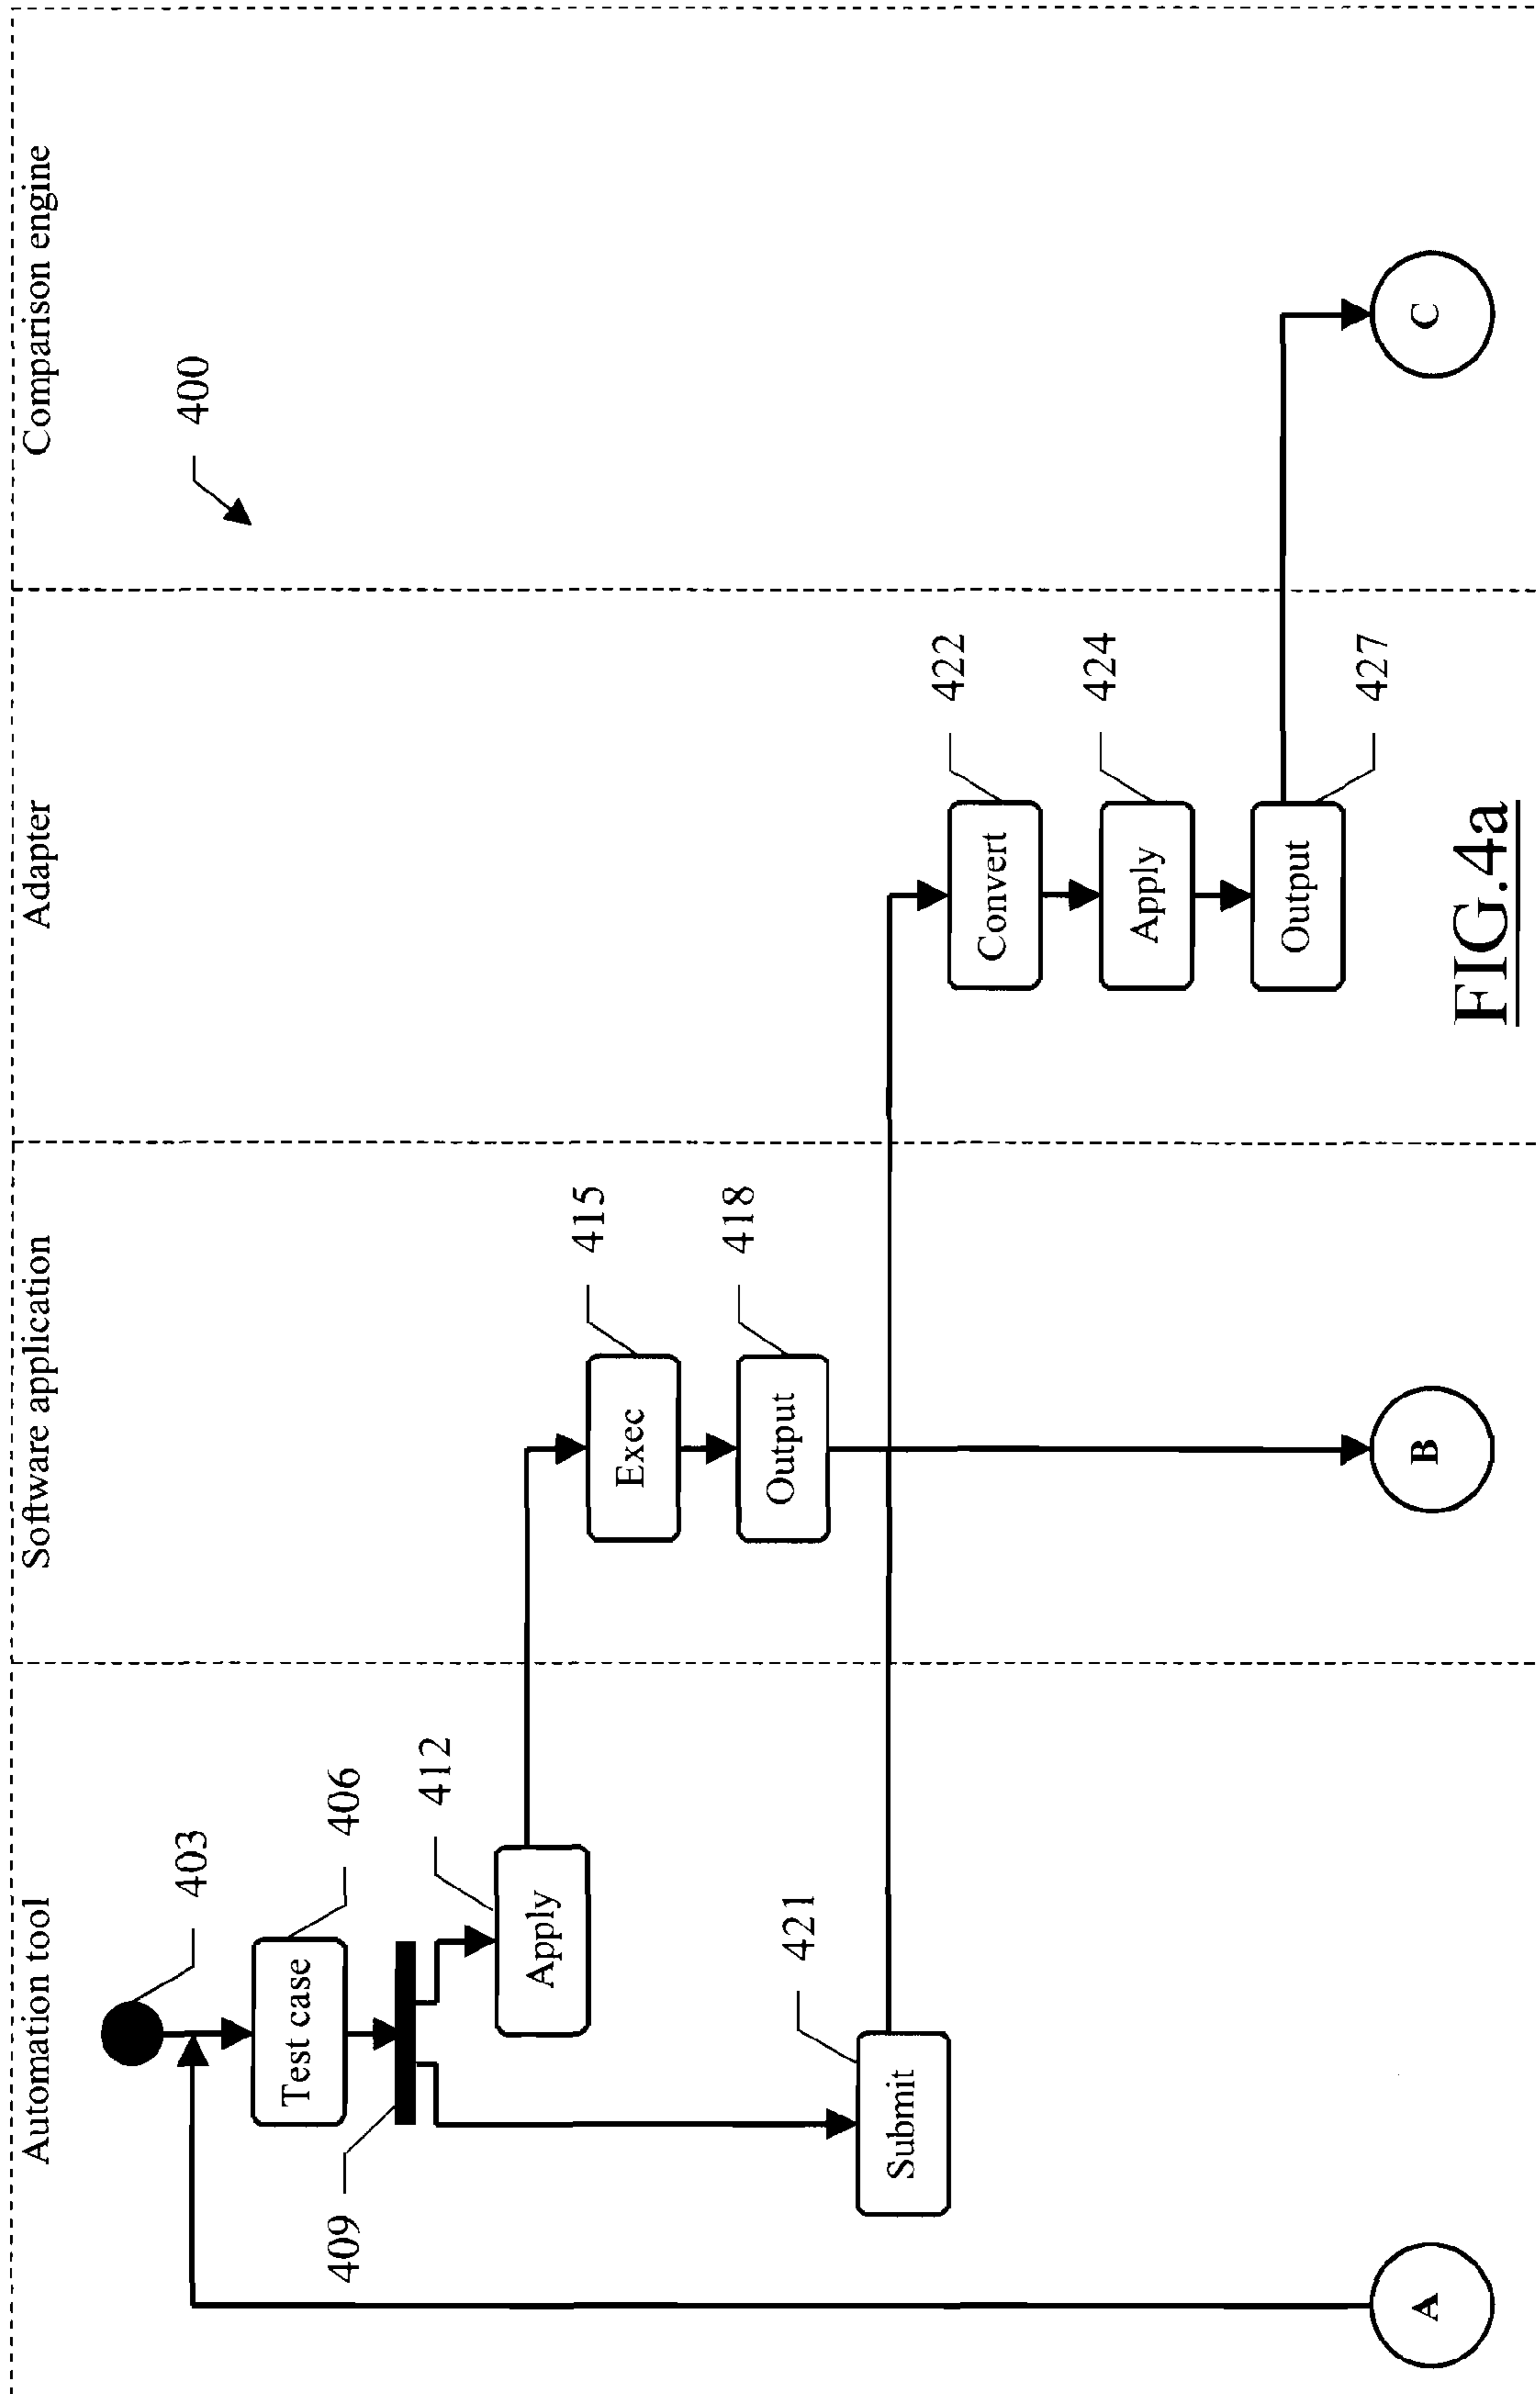 Automation tool
Software application
Adapter
Comparison engine
403
400
Test case
406
409
412
Apply
Exec
415
Output
418
Submit
421
Convert
422
Apply
424
Output
427
A
B
C
FIG.4a